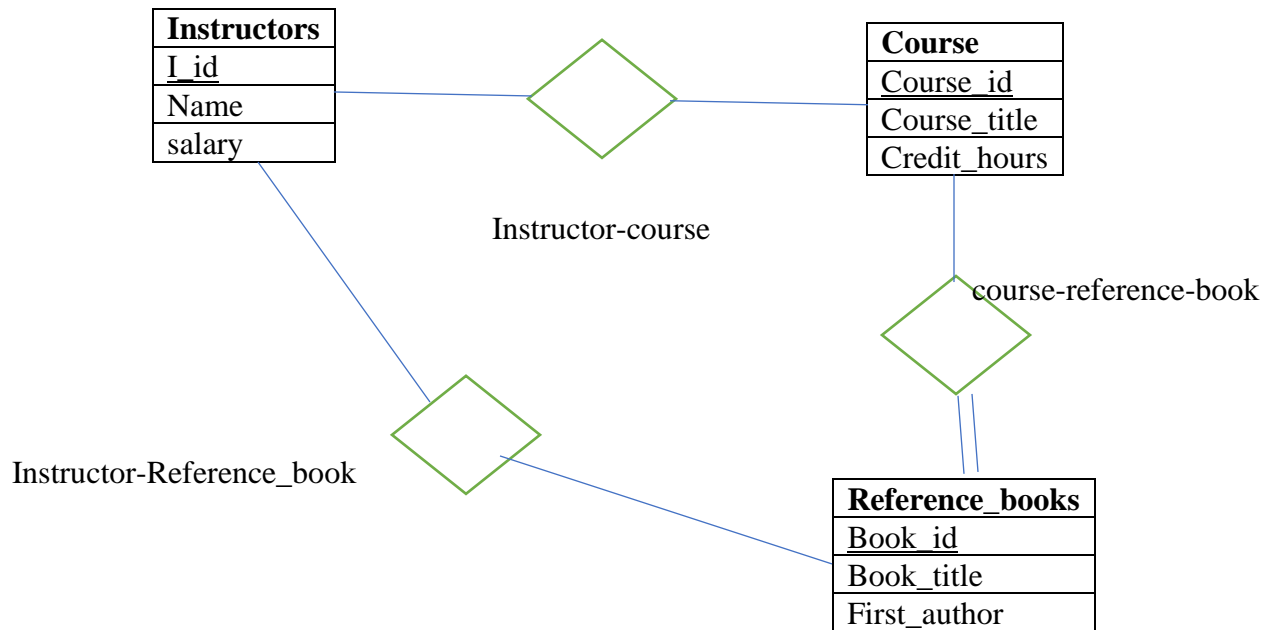 Instructors
I_id
Name
salary
Course
Course_id
Course_title
Credit_hours
Instructor-course
course-reference-book
Instructor-Reference_book
Reference_books
Book_id
Book_title
First_author